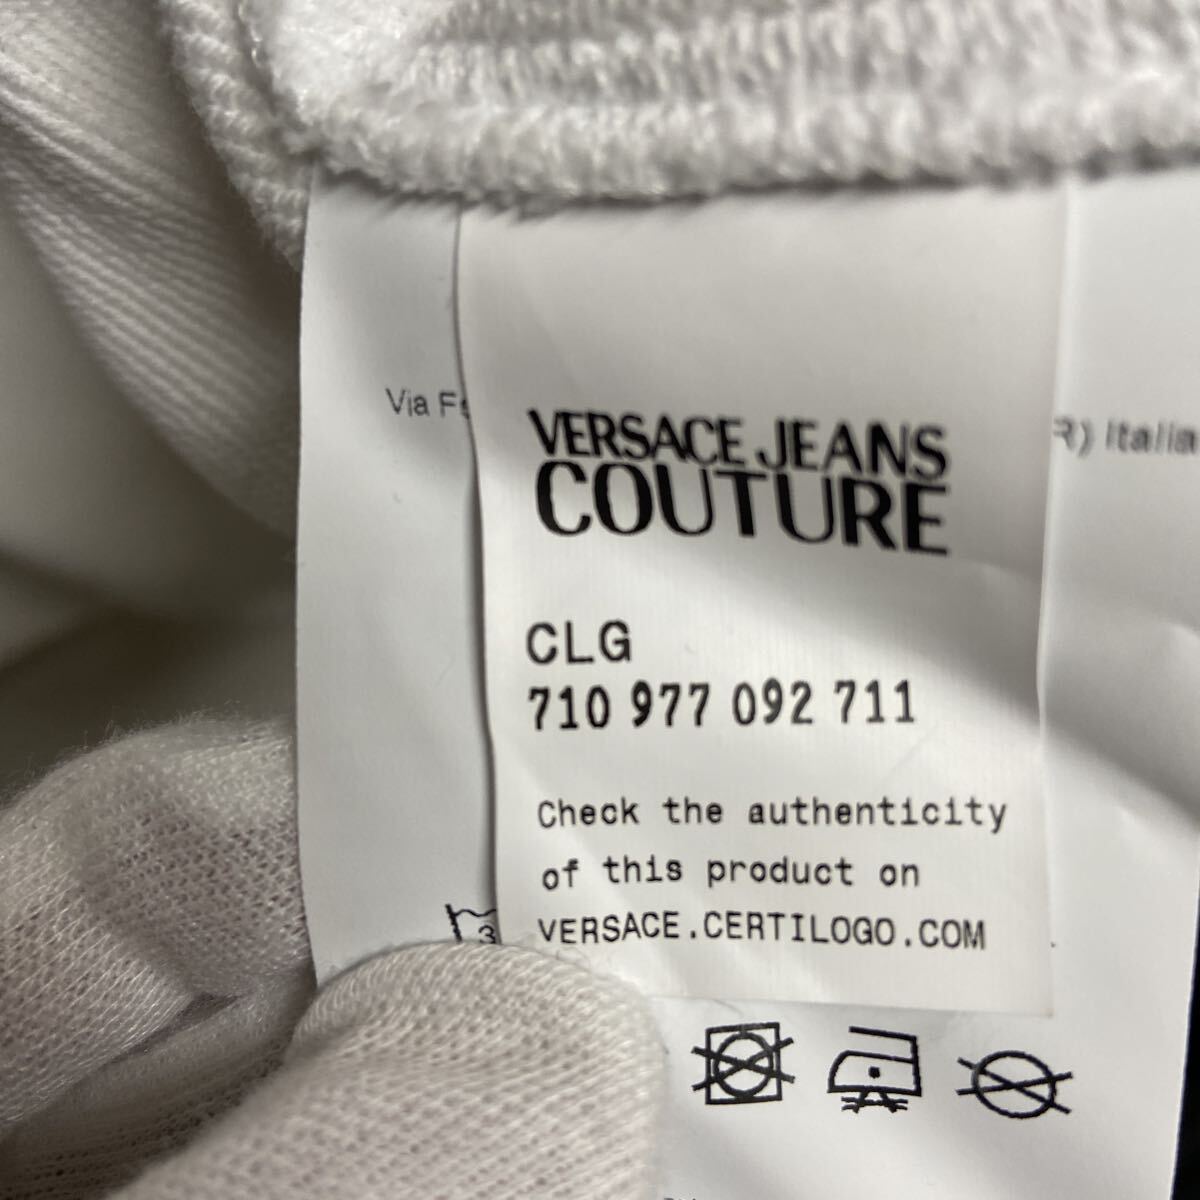 Via
R) Italia
VERSACE JEANS
COUTURE
CLG
710 977 092 711
Check the authenticity
of this product on
VERSACE.CERTILOGO.COM
3